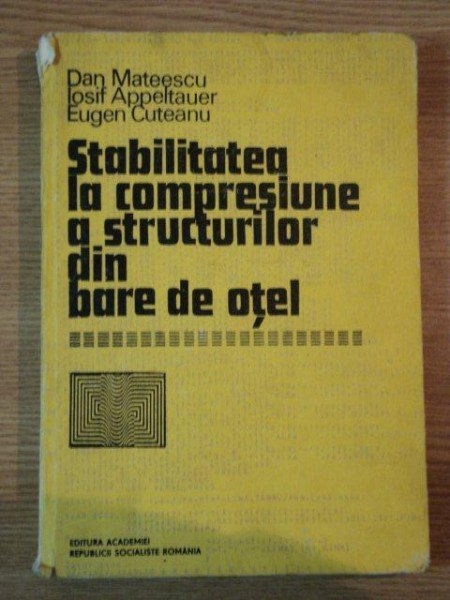 Dan Mateescu
Iosif Appeltauer
Eugen Cuteanu
Stabilitatea
la compresiune
a structurilor
din
bare de oțel
EDITURA ACADEMIEI
REPUBLICII SOCIALISTE ROMÂNIA